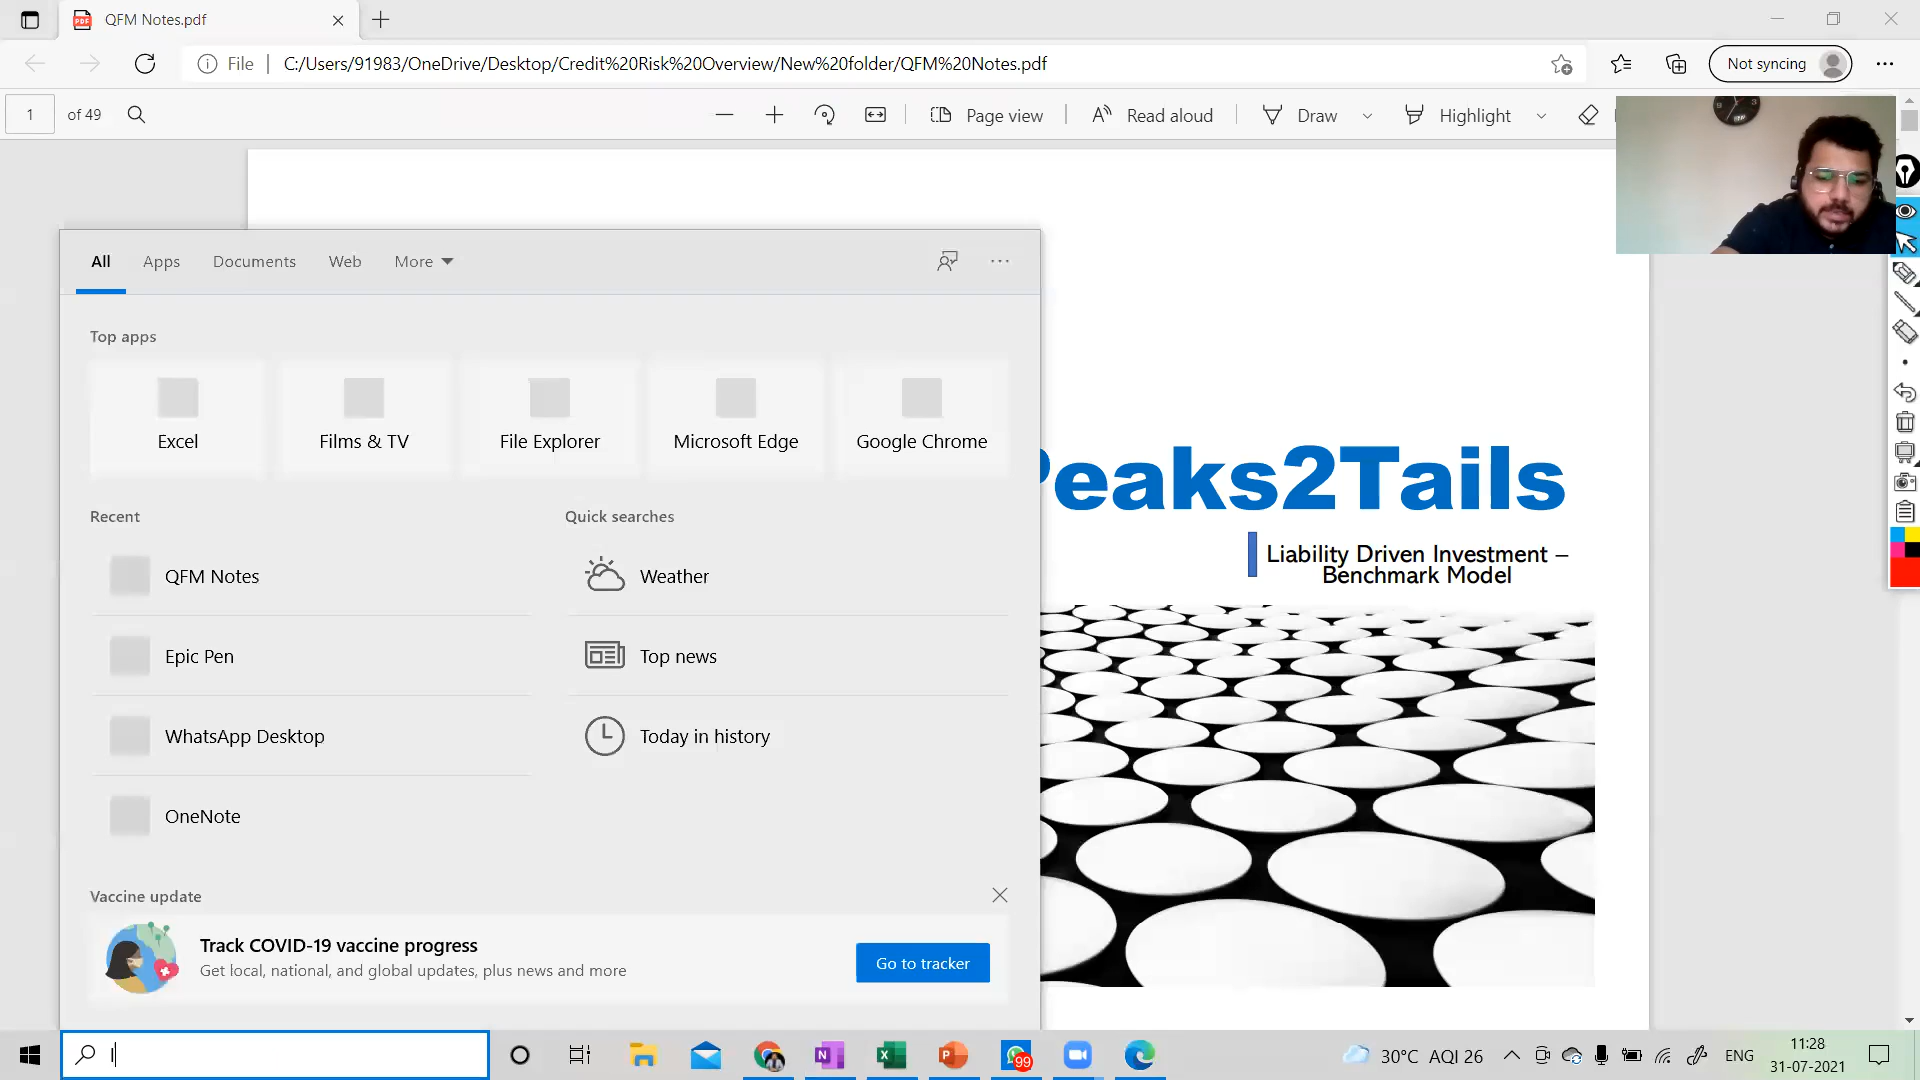 QFM Notes.pdf
File
C:/Users/91983/OneDrive/Desktop/Credit%20Risk%20Overview/New%20folder/QFM%20Notes.pdf
Not syncing
1 of 49
Page view
Read aloud
Draw
Highlight
All Apps Documents Web More
Top apps
Excel
Films & TV
File Explorer
Microsoft Edge
Google Chrome
Recent
QFM Notes
Epic Pen
WhatsApp Desktop
OneNote
Quick searches
Weather
Top news
Today in history
eaks2Tails
Liability Driven Investment –
Benchmark Model
Vaccine update
Track COVID-19 vaccine progress
Get local, national, and global updates, plus news and more
Go to tracker
99
30°C AQI 26
ENG
11:28
31-07-2021